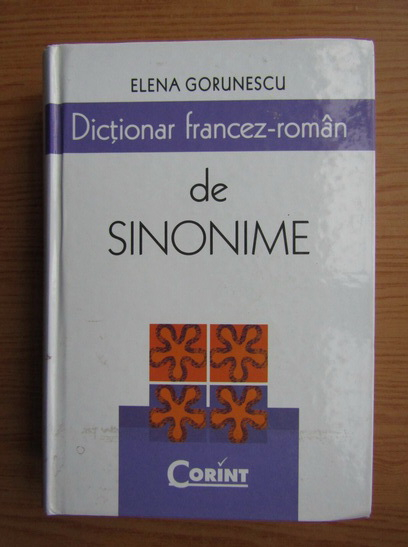 ELENA GORUNESCU
Dicționar francez-român
de
SINONIME
CORINT